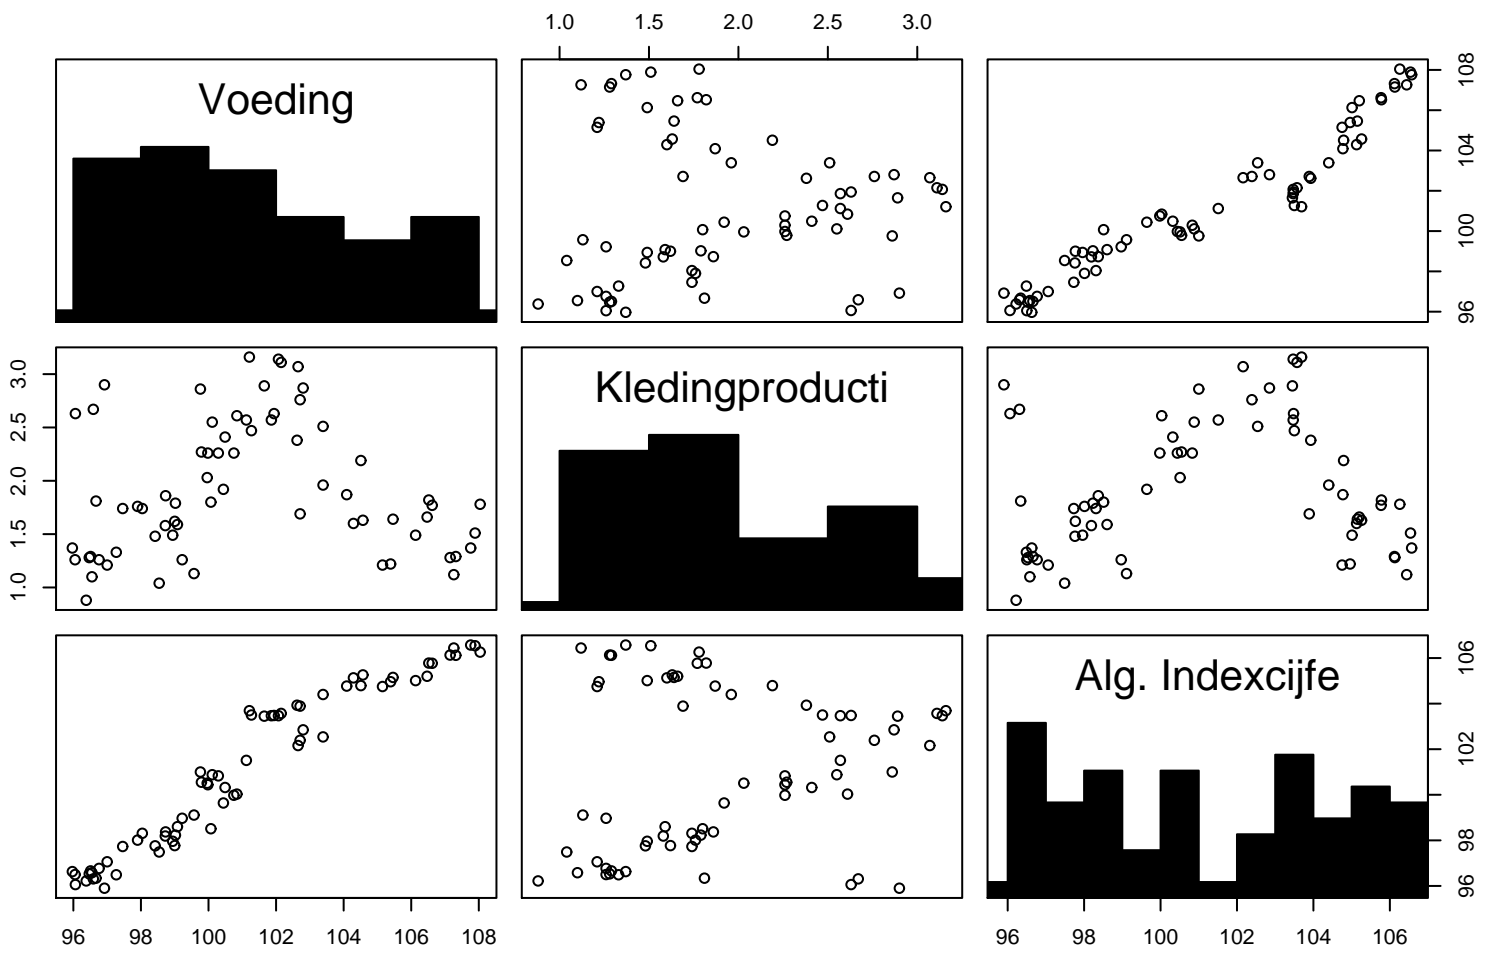 1.0 1.5 2.0 2.5 3.0
Voeding
96 100 104 108
Kledingproducti
1.0 1.5 2.0 2.5 3.0
Alg. Indexcijfe
96 98 102 106
96 98 100 102 104 106 108
96 98 100 102 104 106